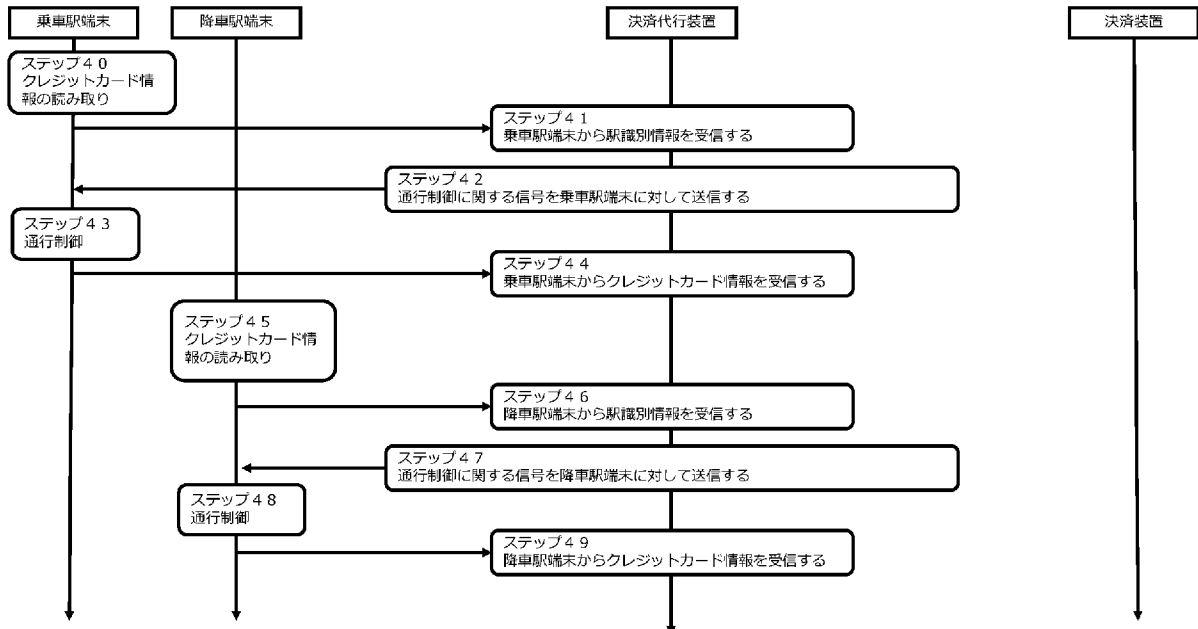 乗車駅端末
降車駅端末
決済代行装置
決済装置
ステップ４０
クレジットカード情
報の読み取り
ステップ４１
乗車駅端末から駅識別情報を受信する
ステップ４２
通行制御に関する信号を乗車駅端末に対して送信する
ステップ４３
通行制御
ステップ４４
乗車駅端末からクレジットカード情報を受信する
ステップ４５
クレジットカード情
報の読み取り
ステップ４６
降車駅端末から駅識別情報を受信する
ステップ４７
通行制御に関する信号を降車駅端末に対して送信する
ステップ４８
通行制御
ステップ４９
降車駅端末からクレジットカード情報を受信する